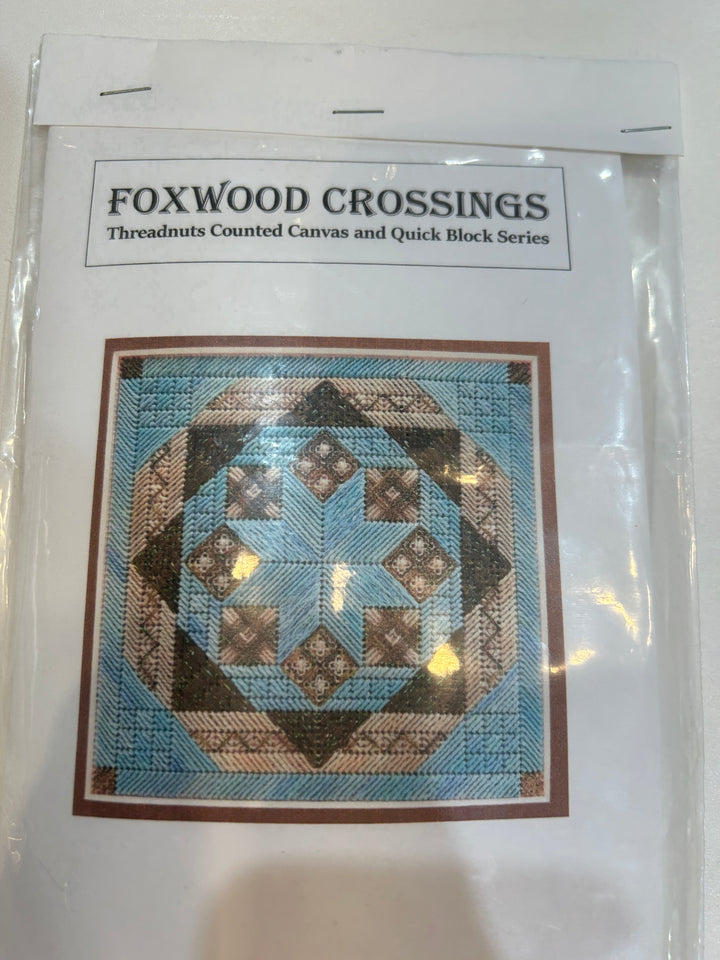 FOXWOOD CROSSINGS
Threadnuts Counted Canvas and Quick Block Series